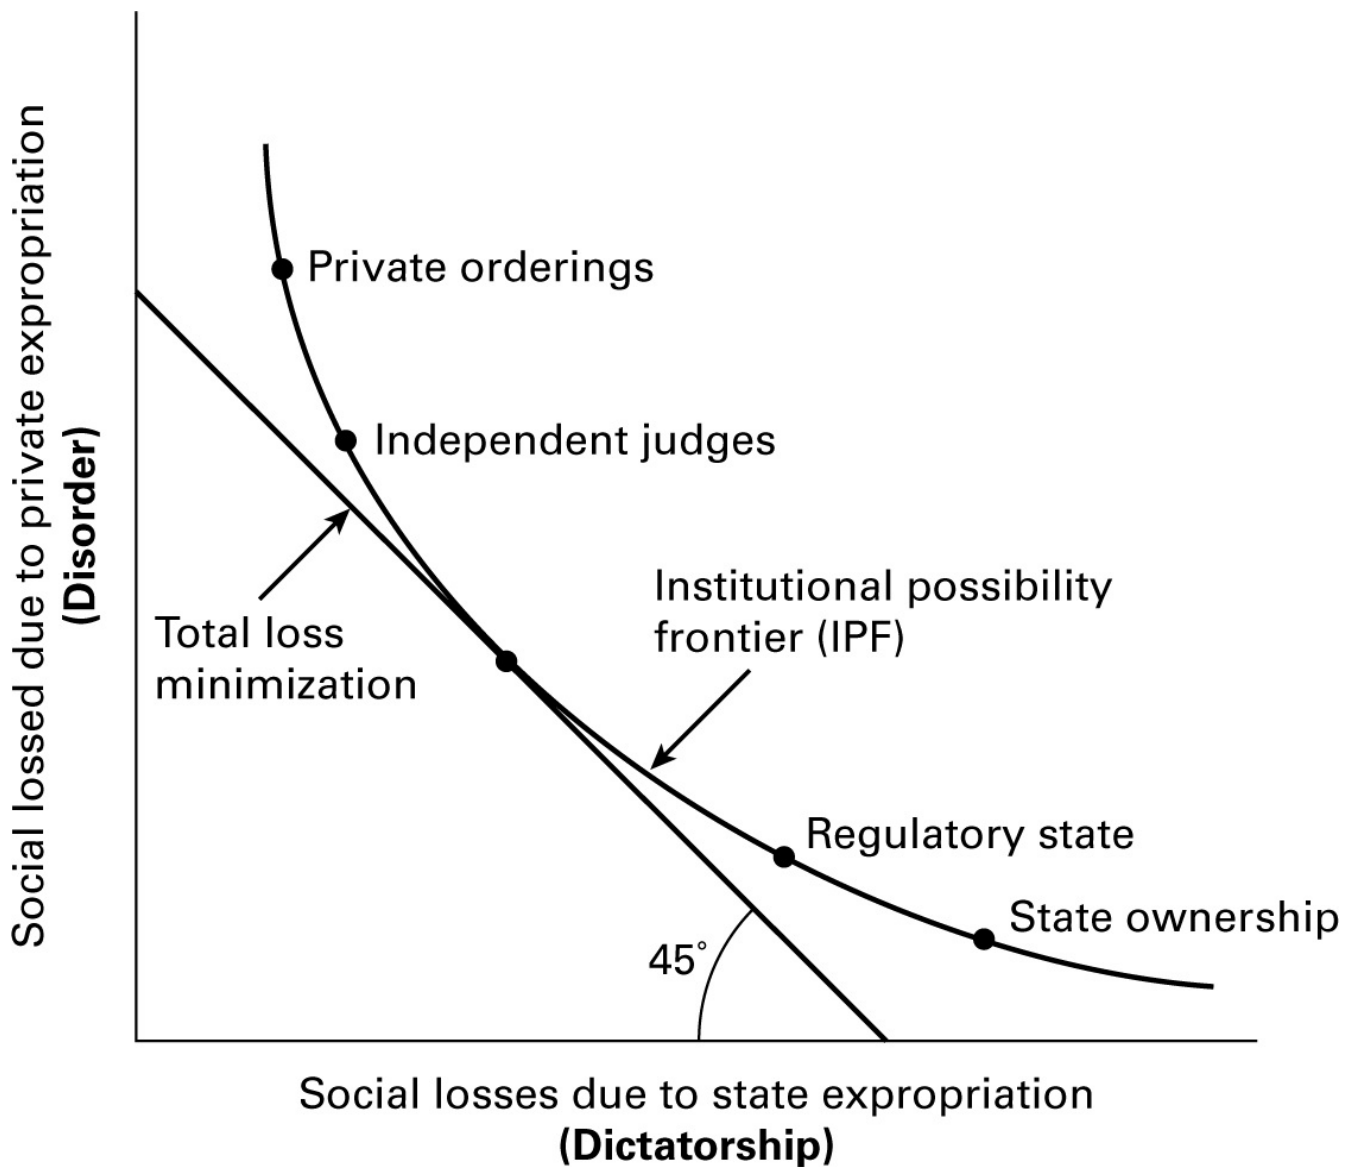 Social lossed due to private expropriation
(Disorder)
Private orderings
Independent judges
Total loss
minimization
Institutional possibility
frontier (IPF)
Regulatory state
State ownership
45°
Social losses due to state expropriation
(Dictatorship)